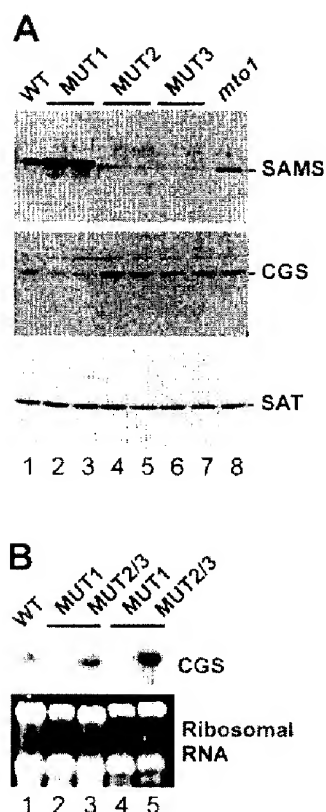 A
WT MUT1 MUT2 MUT3 mto1
SAMS
CGS
SAT
1 2 3 4 5 6 7 8
B
WT MUT1 MUT2/3 MUT1 MUT2/3
CGS
Ribosomal
RNA
1 2 3 4 5